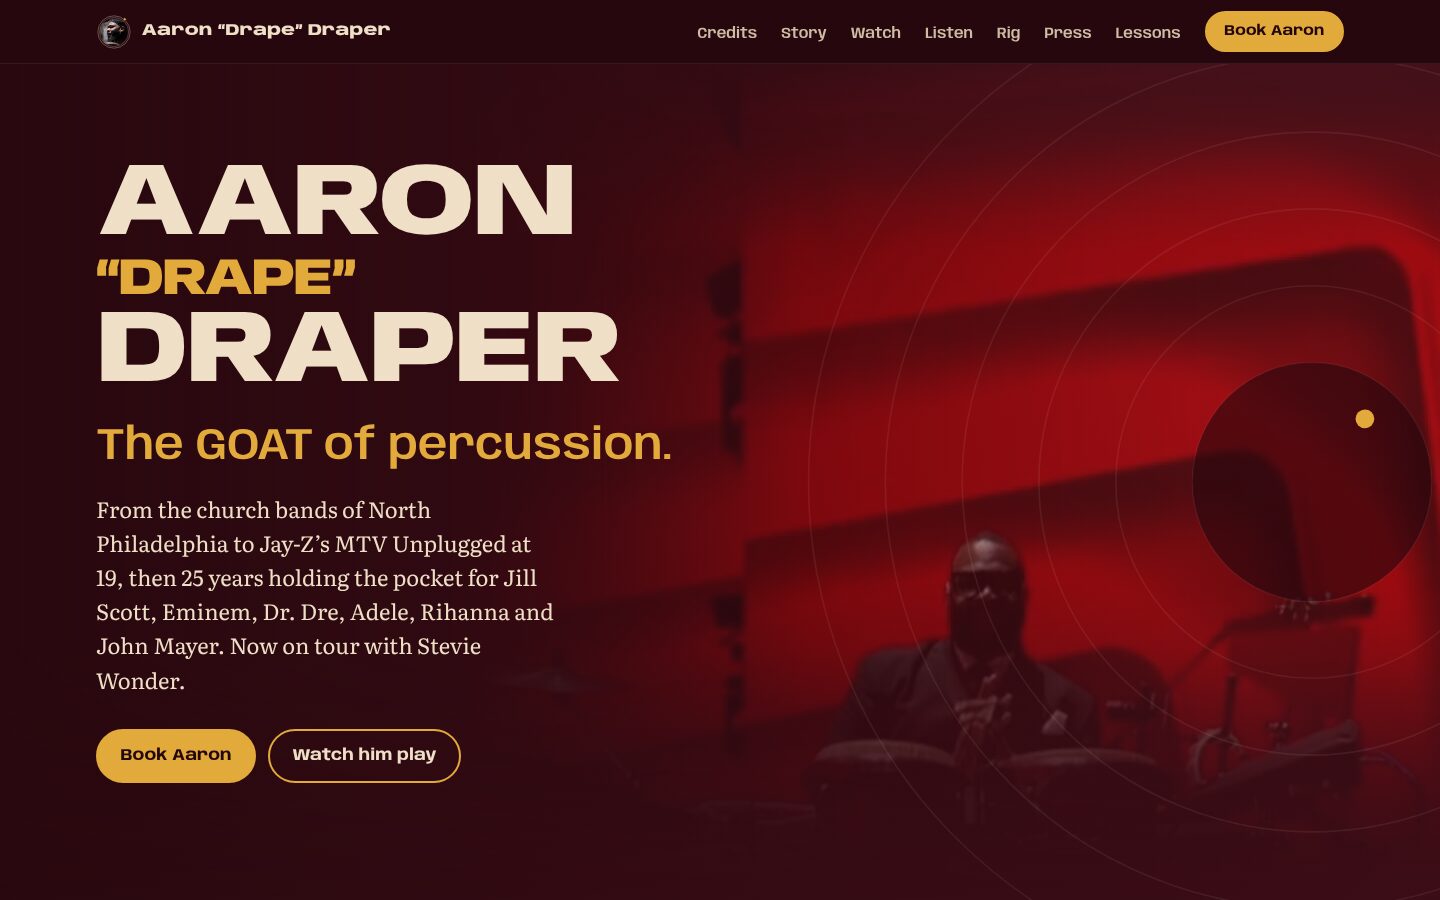 Aaron “Drape” Draper
Credits Story Watch Listen Rig Press Lessons Book Aaron
AARON
“DRAPE”
DRAPER
The GOAT of percussion.
From the church bands of North
Philadelphia to Jay-Z’s MTV Unplugged at
19, then 25 years holding the pocket for Jill
Scott, Eminem, Dr. Dre, Adele, Rihanna and
John Mayer. Now on tour with Stevie
Wonder.
Book Aaron Watch him play